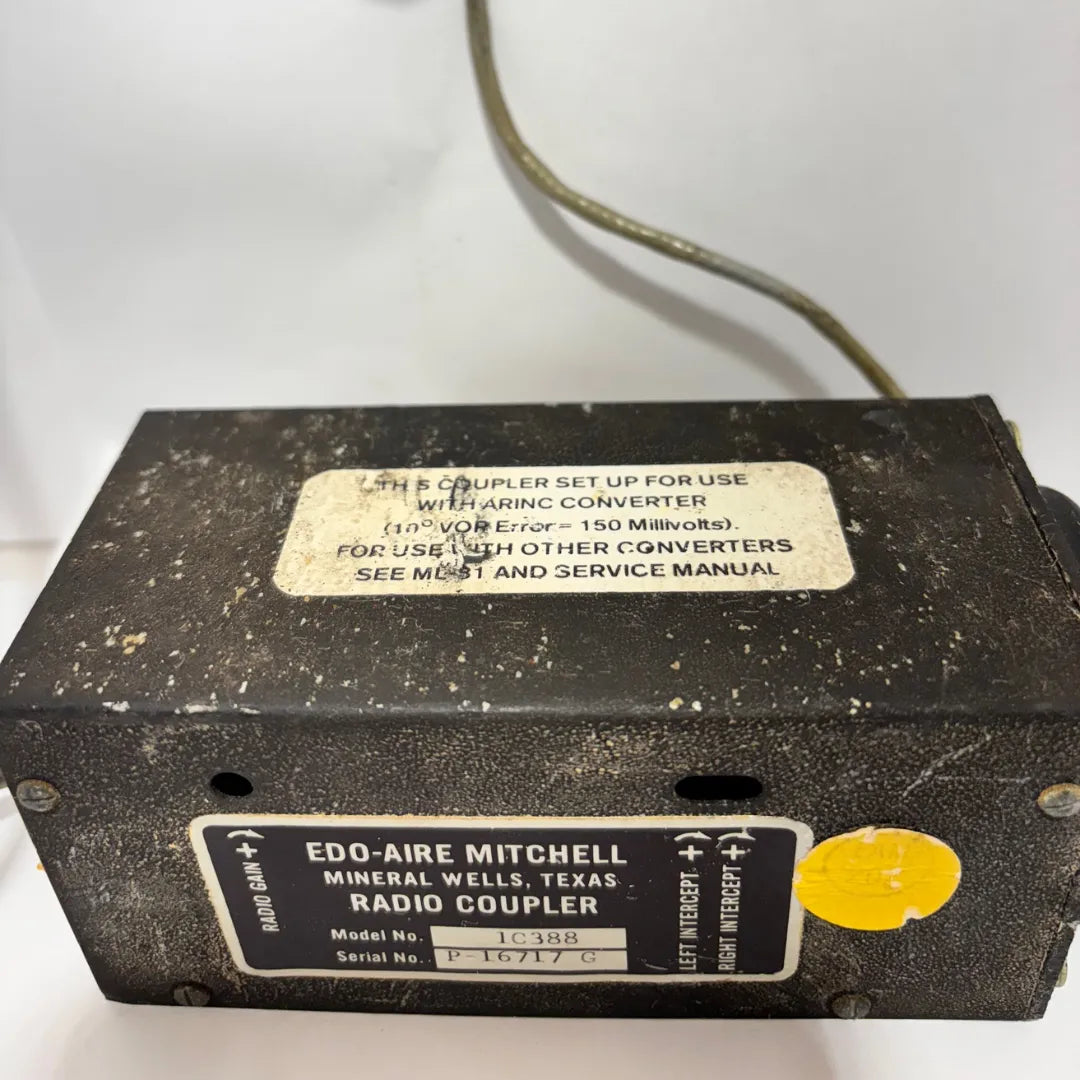 TH S COUPLER SET UP FOR USE
WITH ARINC CONVERTER
(10° VOR Error = 150 Millivolts).
FOR USE WITH OTHER CONVERTERS
SEE AND SERVICE MANUAL
RADIO GAIN +
EDO-AIRE MITCHELL
MINERAL WELLS, TEXAS
RADIO COUPLER
Model No. 1C388
Serial No. P-16717 G
LEFT INTERCEPT +
RIGHT INTERCEPT +